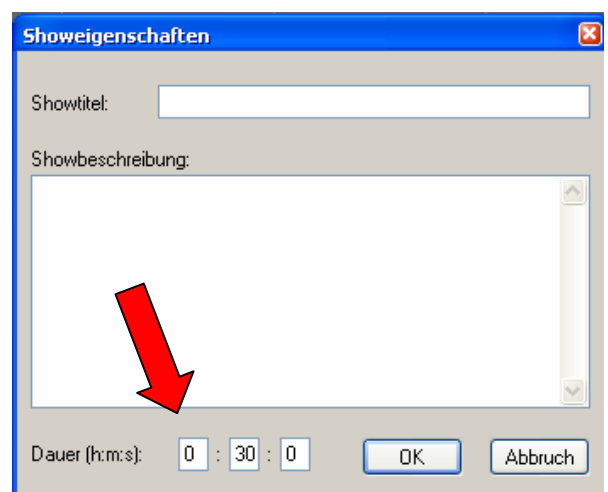 Showeigenschaften
Showtitel:
Showbeschreibung:
Dauer (h:m:s): 0 : 30 : 0 OK Abbruch